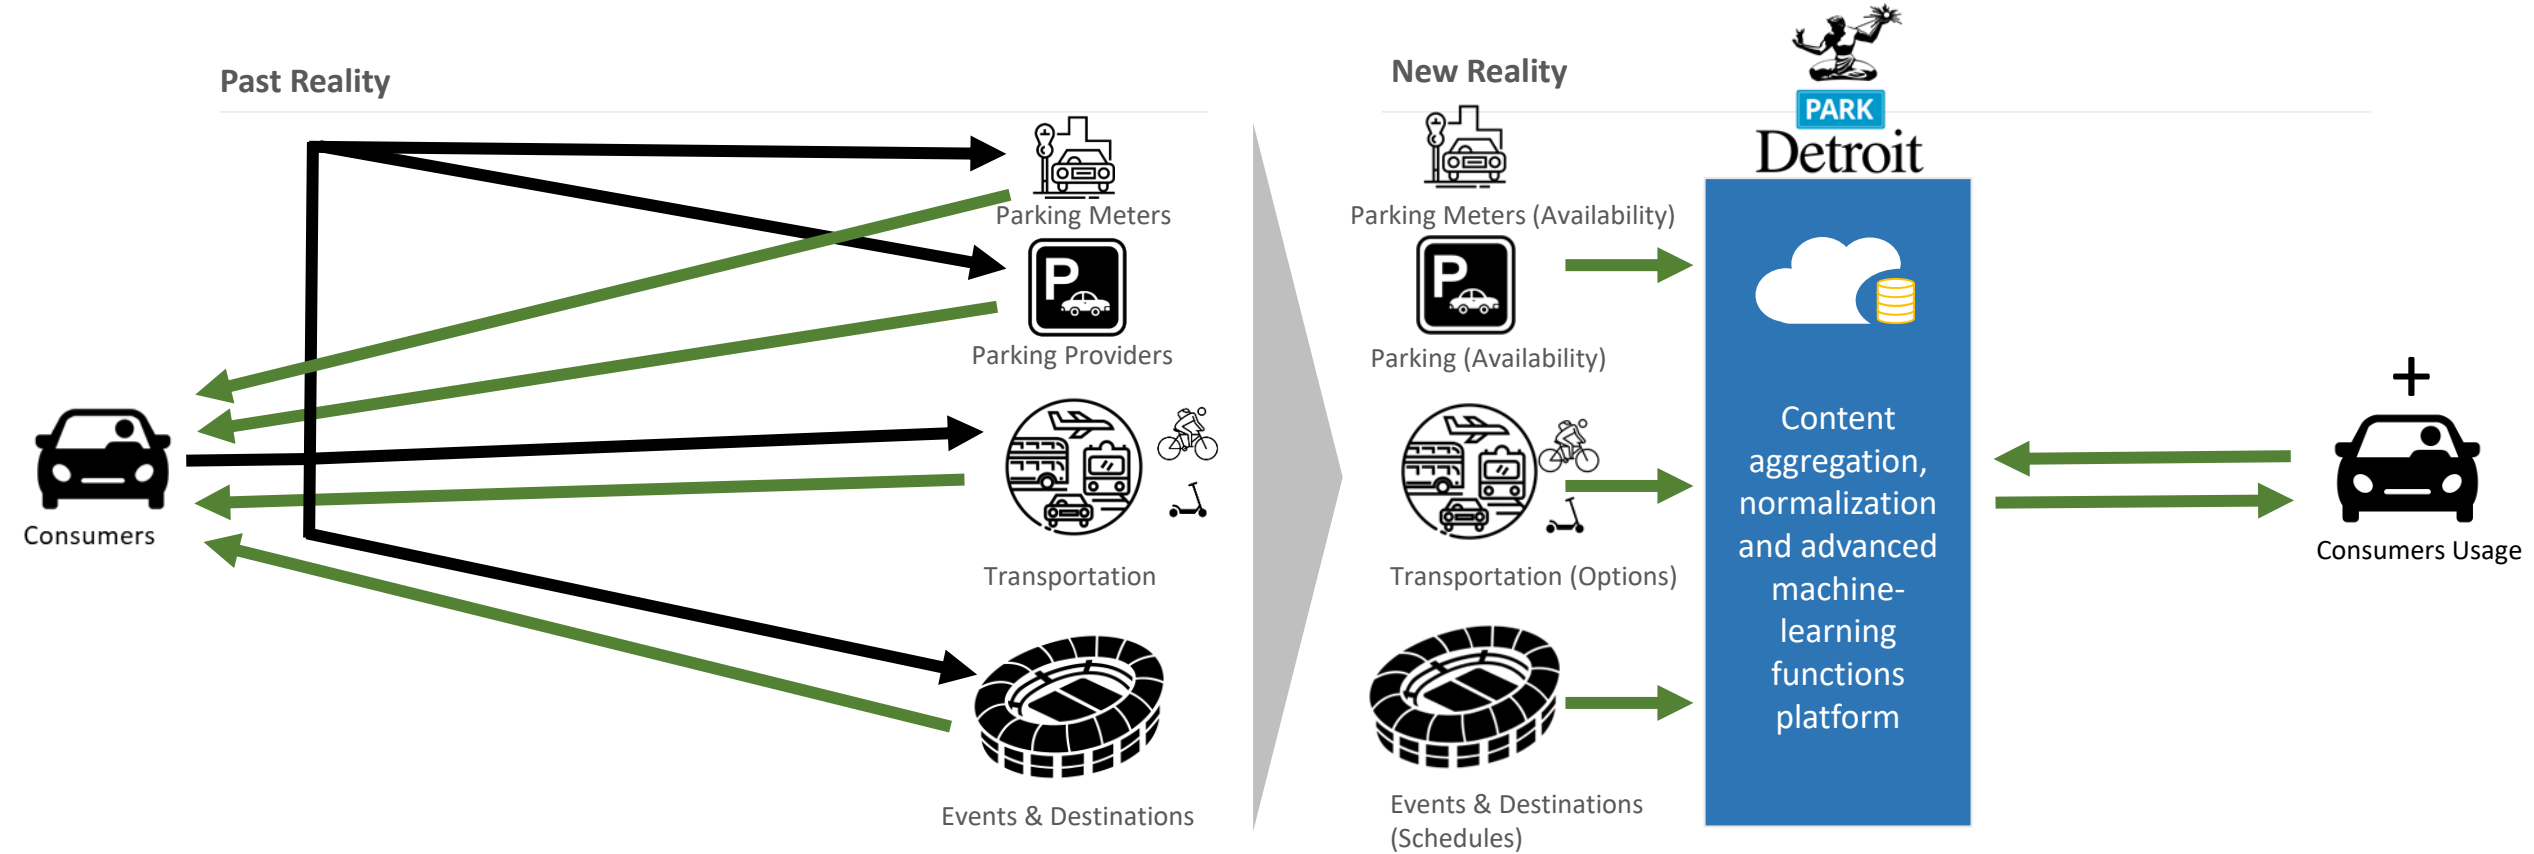 Past Reality
Parking Meters
P
Parking Providers
Consumers
Transportation
Events & Destinations
New Reality
PARK
Detroit
Parking Meters (Availability)
P
Parking (Availability)
Transportation (Options)
Events & Destinations
(Schedules)
Content
aggregation,
normalization
and advanced
machine-
learning
functions
platform
+
Consumers Usage